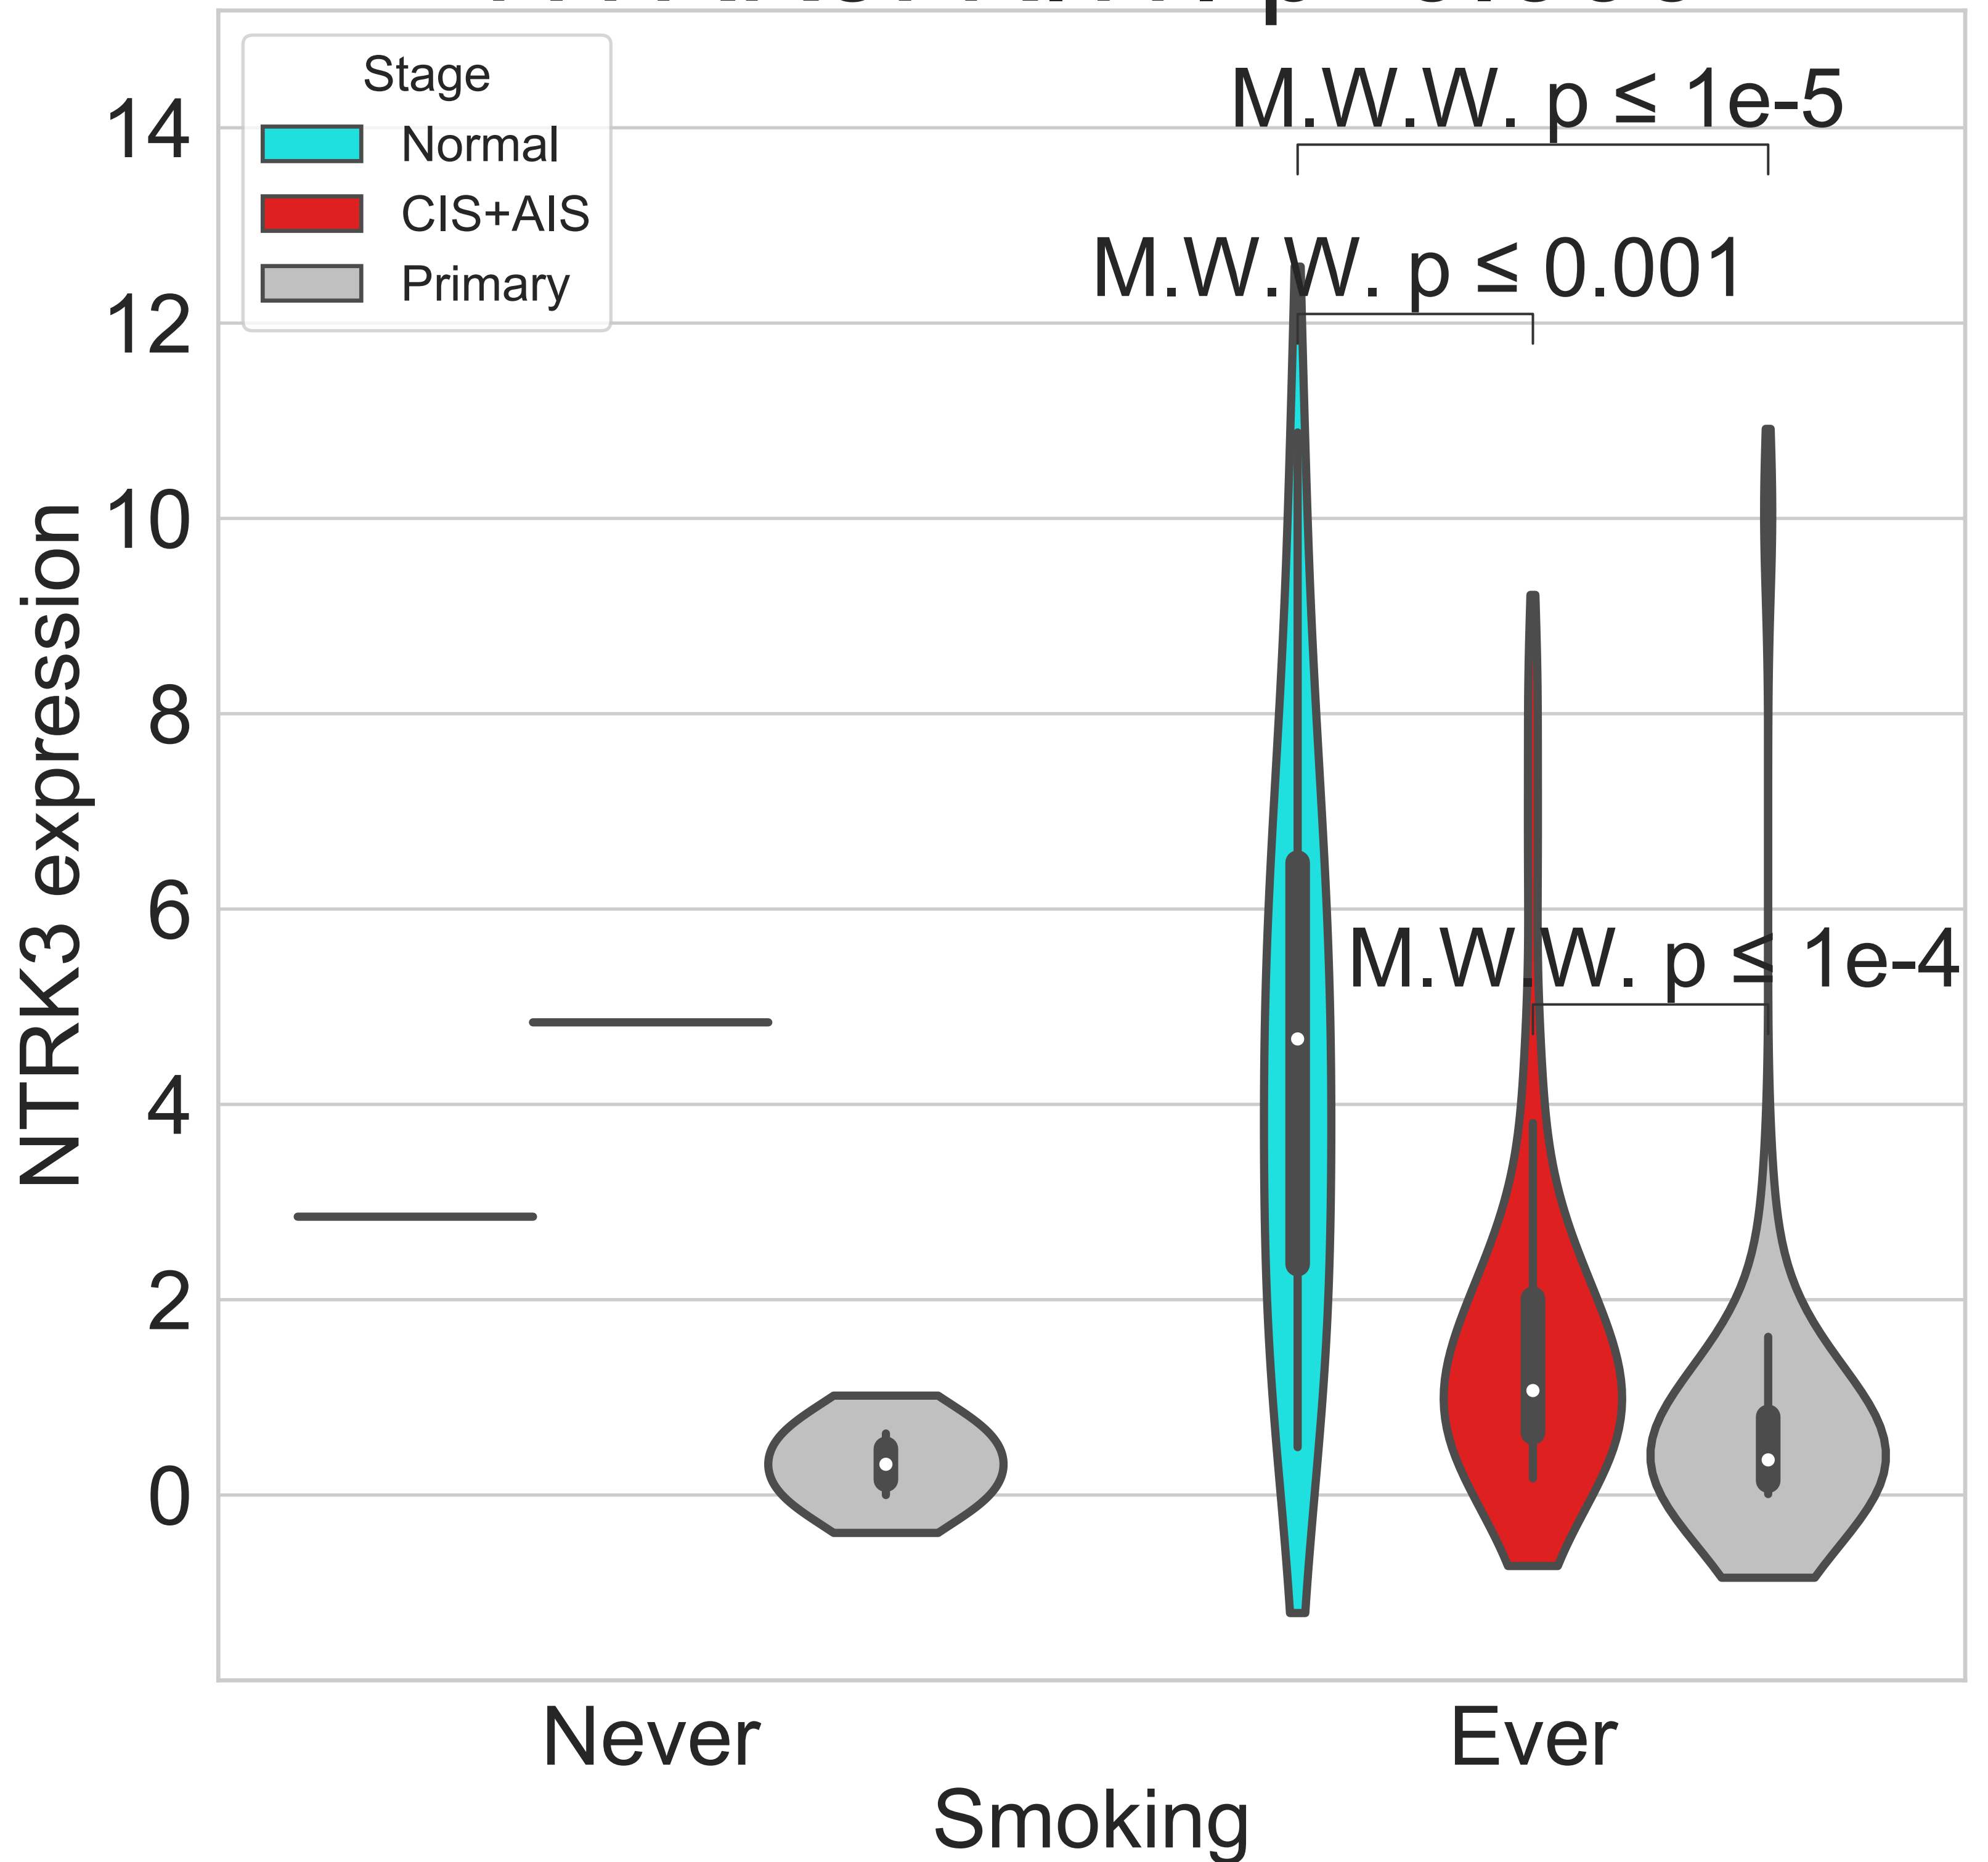 Stage
Normal
CIS+AIS
Primary
M.W.W. p ≤ 1e-5
M.W.W. p ≤ 0.001
M.W.W. p ≤ 1e-4
14
12
10
8
6
4
2
0
NTRK3 expression
Never
Ever
Smoking